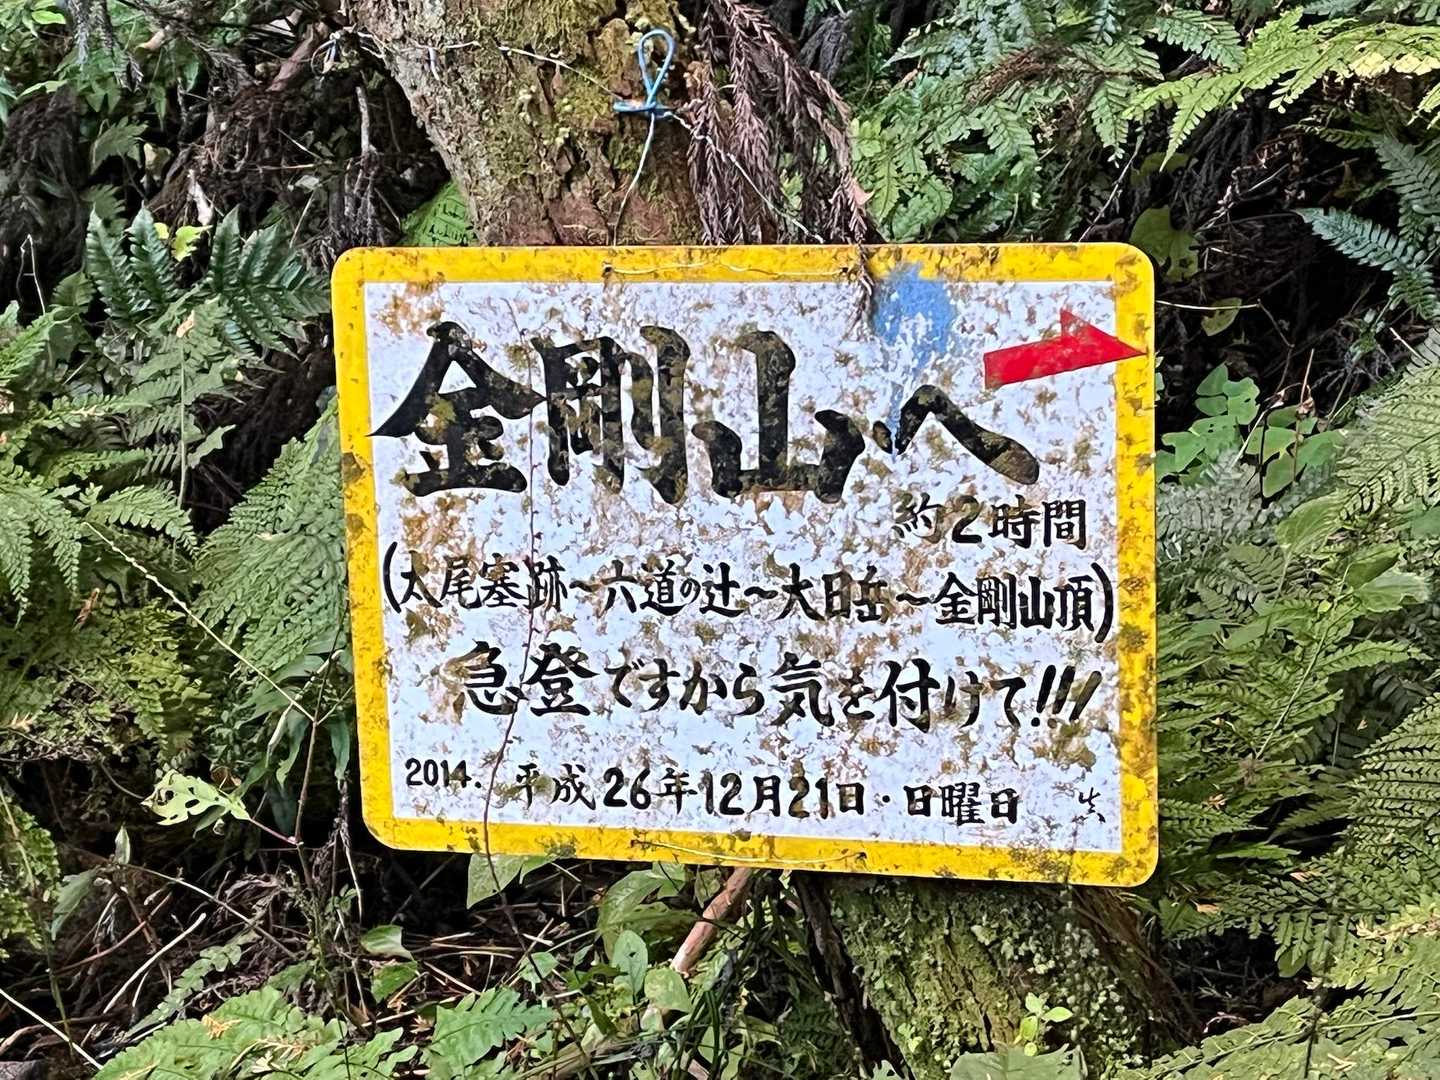 金剛山へ
約2時間
(太尾塞跡~六道の辻~大日岳~金剛山頂)
急登ですから気を付けて!!!
2014. 平成26年12月21日・日曜日